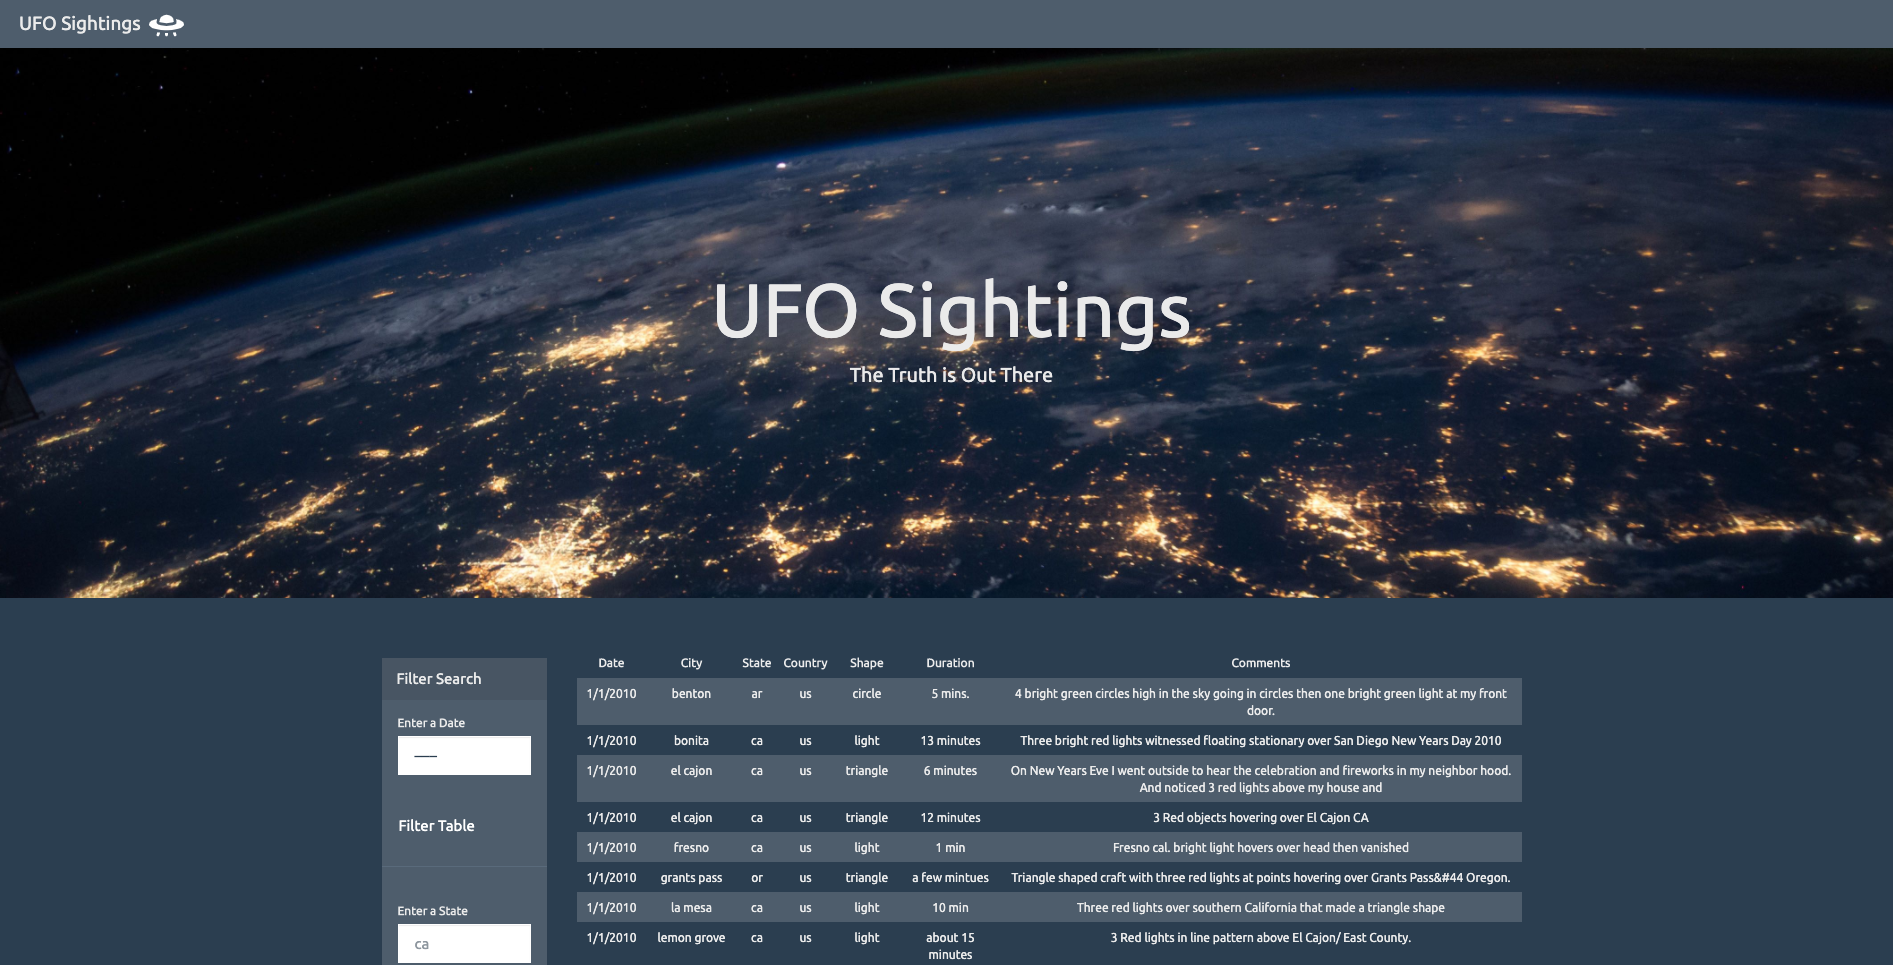 UFO Sightings
UFO Sightings
The Truth is Out There
Filter Search
Enter a Date
Filter Table
Enter a State
ca
Date City State Country Shape Duration Comments
1/1/2010 benton ar us circle 5 mins. 4 bright green circles high in the sky going in circles then one bright green light at my front
door.
1/1/2010 bonita ca us light 13 minutes Three bright red lights witnessed floating stationary over San Diego New Years Day 2010
1/1/2010 el cajon ca us triangle 6 minutes On New Years Eve I went outside to hear the celebration and fireworks in my neighbor hood.
And noticed 3 red lights above my house and
1/1/2010 el cajon ca us triangle 12 minutes 3 Red objects hovering over El Cajon CA
1/1/2010 fresno ca us light 1 min Fresno cal. bright light hovers over head then vanished
1/1/2010 grants pass or us triangle a few mintues Triangle shaped craft with three red lights at points hovering over Grants Pass&#44 Oregon.
1/1/2010 la mesa ca us light 10 min Three red lights over southern California that made a triangle shape
1/1/2010 lemon grove ca us light about 15 3 Red lights in line pattern above El Cajon/ East County.
minutes